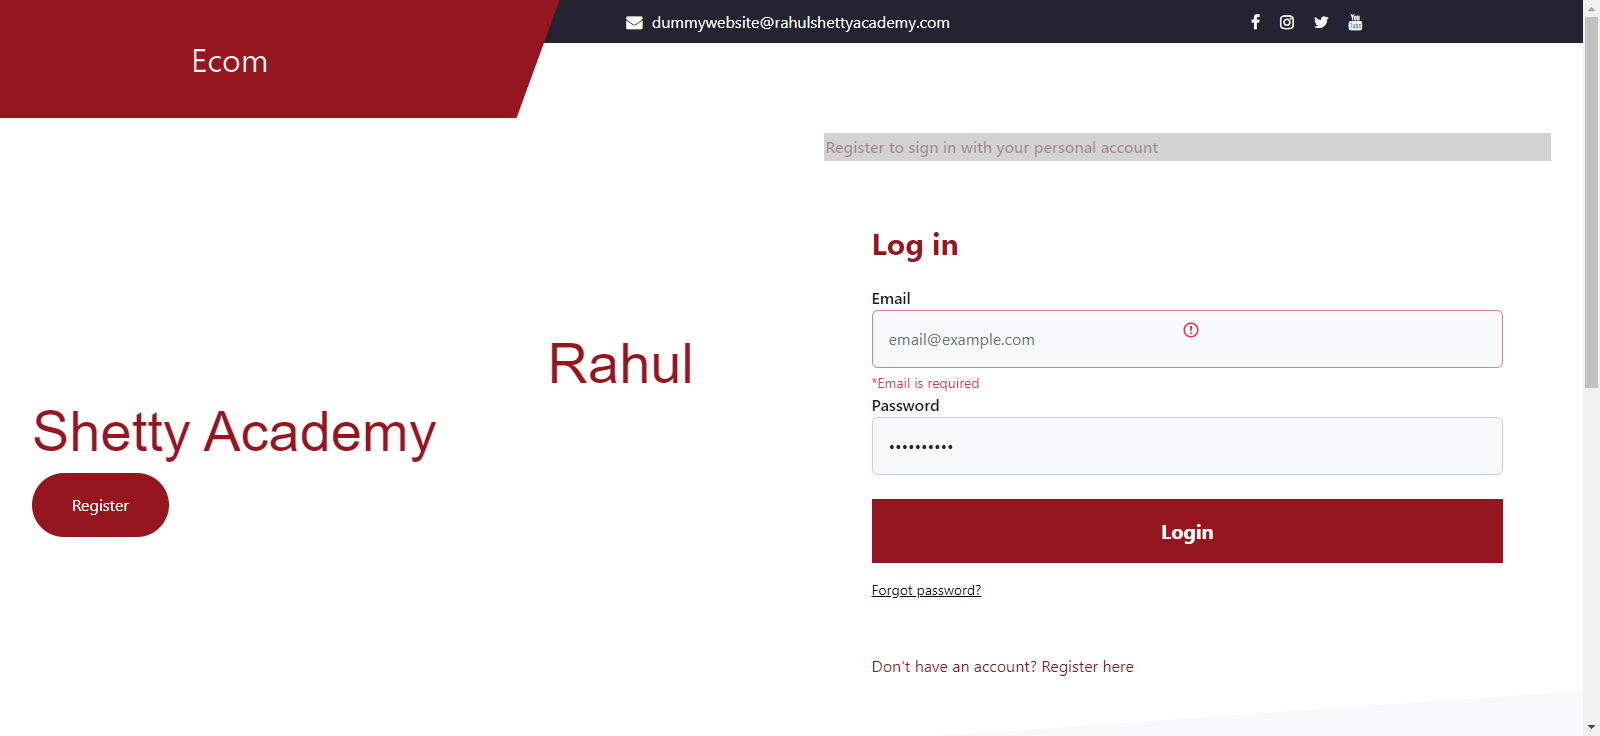 Ecom
dummywebsite@rahulshettyacademy.com
Register to sign in with your personal account
Rahul
Shetty Academy
Register
Log in
Email
email@example.com
*Email is required
Password
••••••••••
Login
Forgot password?
Don't have an account? Register here